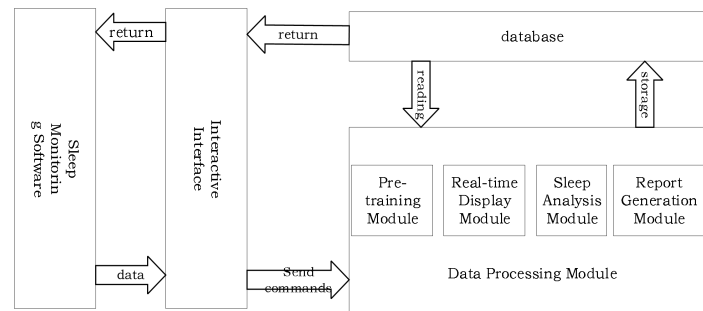 return
return
database
reading
storage
Sleep
Monitorin
g Software
Interactive
Interface
Pre-
training
Module
Real-time
Display
Module
Sleep
Analysis
Module
Report
Generation
Module
data
Send
commands
Data Processing Module